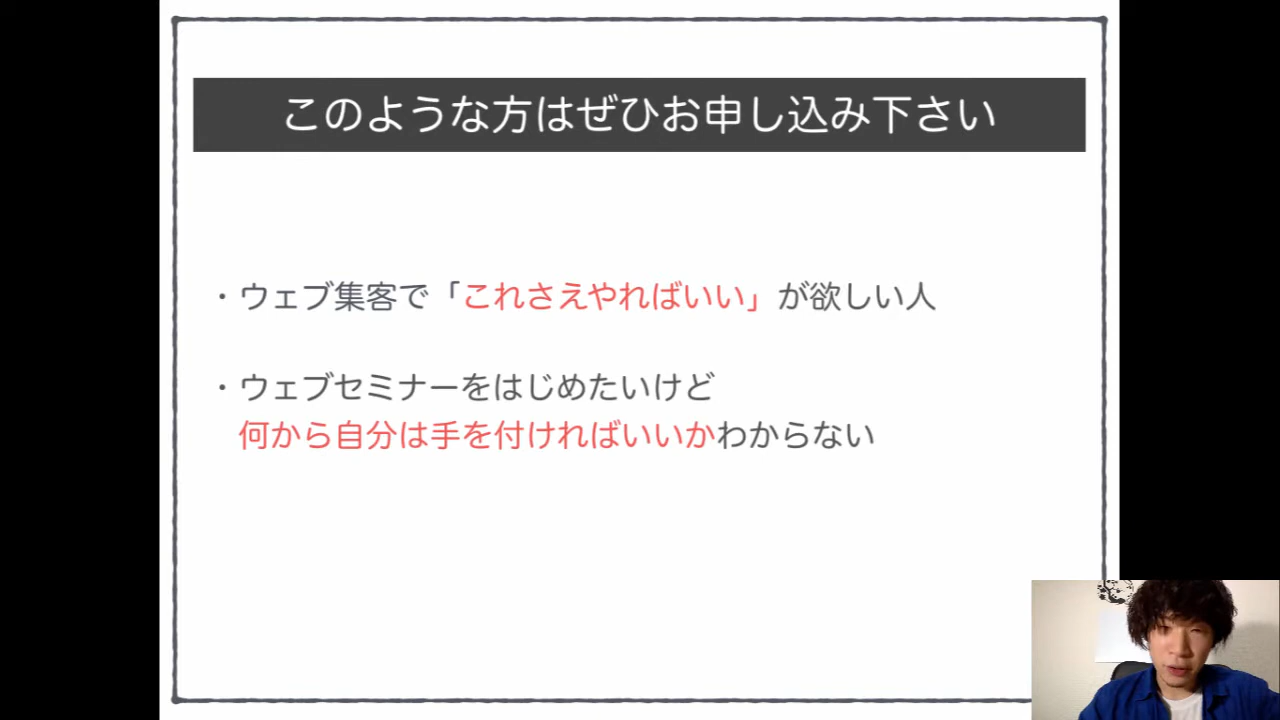 このような方はぜひお申し込み下さい
・ウェブ集客で「これさえやればいい」が欲しい人
・ウェブセミナーをはじめたいけど
何から自分は手を付ければいいかわからない